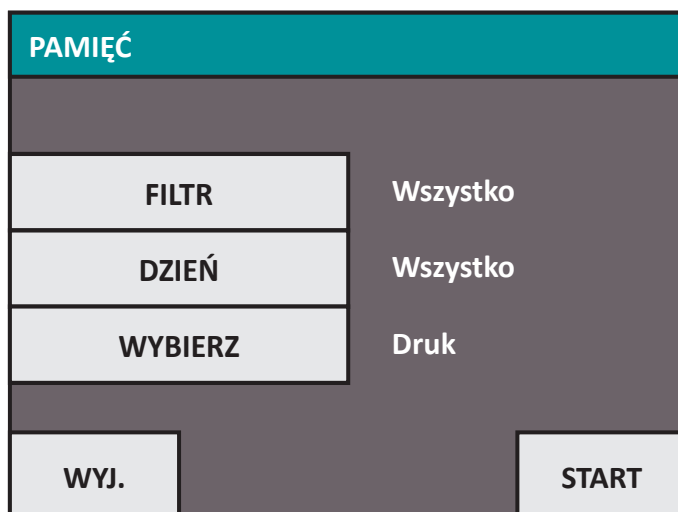 PAMIĘĆ
FILTR Wszystko
DZIEŃ Wszystko
WYBIERZ Druk
WYJ. START